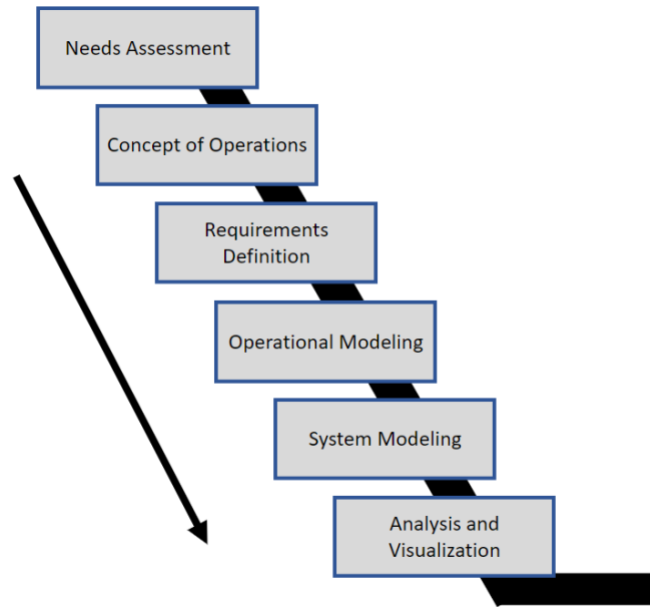 Needs Assessment
Concept of Operations
Requirements
Definition
Operational Modeling
System Modeling
Analysis and
Visualization